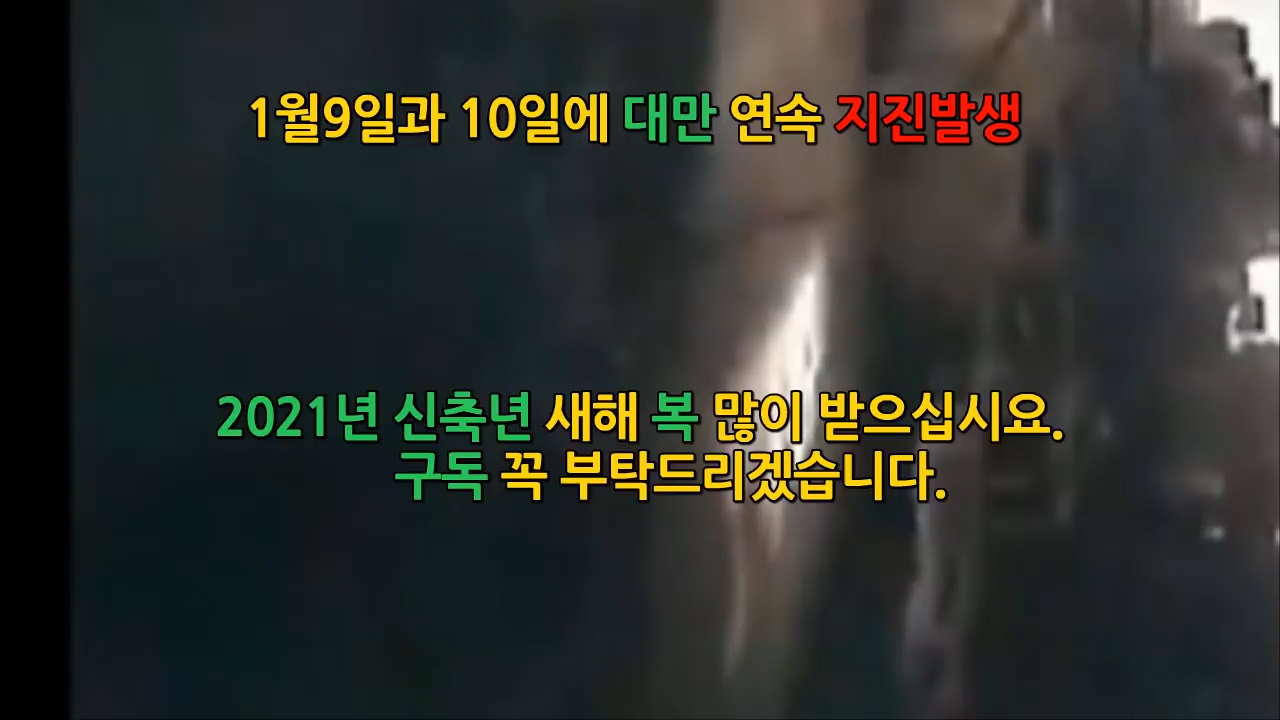 1월9일과 10일에 대만 연속 지진발생
2021년 신축년 새해 복 많이 받으십시요.
구독 꼭 부탁드리겠습니다.